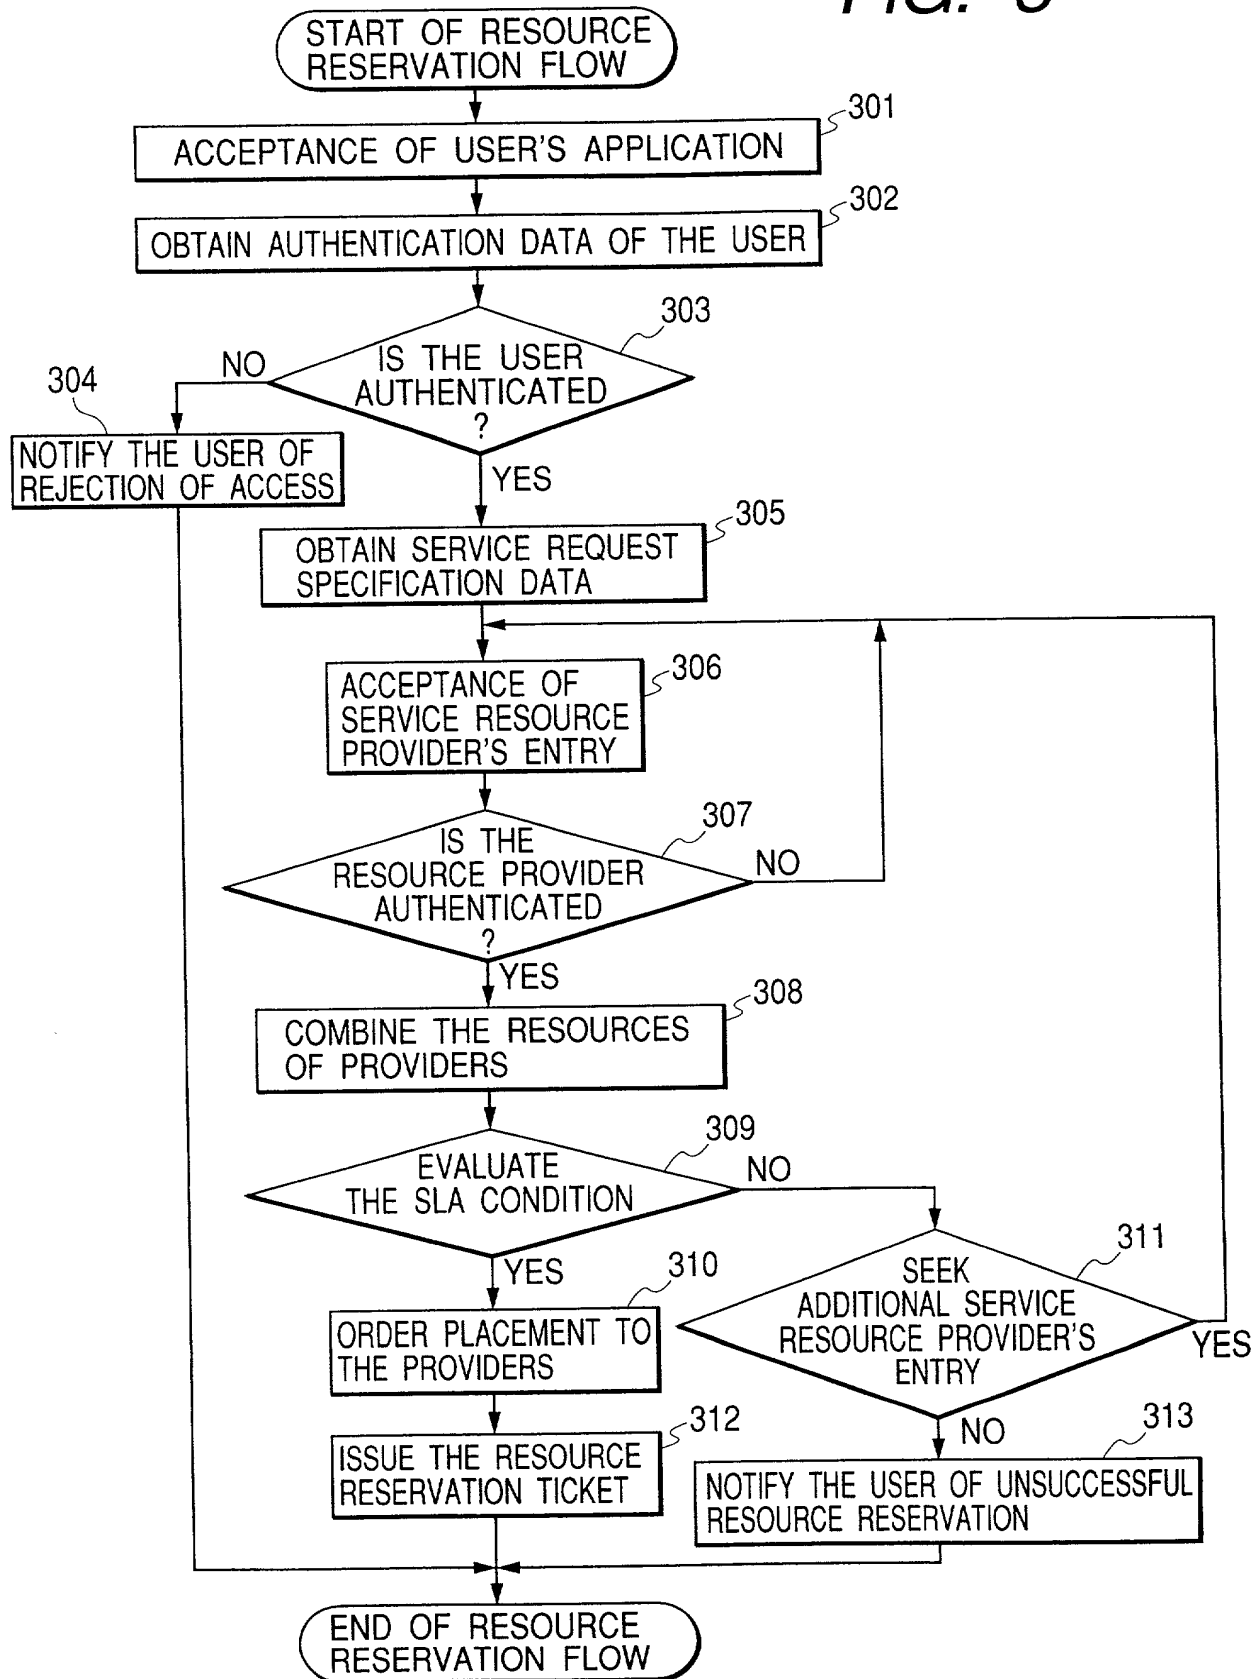 START OF RESOURCE
RESERVATION FLOW
301
ACCEPTANCE OF USER'S APPLICATION
302
OBTAIN AUTHENTICATION DATA OF THE USER
303
IS THE USER
AUTHENTICATED
?
NO
304
NOTIFY THE USER OF
REJECTION OF ACCESS
YES
305
OBTAIN SERVICE REQUEST
SPECIFICATION DATA
306
ACCEPTANCE OF
SERVICE RESOURCE
PROVIDER'S ENTRY
307
IS THE
RESOURCE PROVIDER
AUTHENTICATED
?
NO
YES
308
COMBINE THE RESOURCES
OF PROVIDERS
309
EVALUATE
THE SLA CONDITION
NO
YES
310
ORDER PLACEMENT TO
THE PROVIDERS
311
SEEK
ADDITIONAL SERVICE
RESOURCE PROVIDER'S
ENTRY
YES
NO
312
ISSUE THE RESOURCE
RESERVATION TICKET
313
NOTIFY THE USER OF UNSUCCESSFUL
RESOURCE RESERVATION
END OF RESOURCE
RESERVATION FLOW